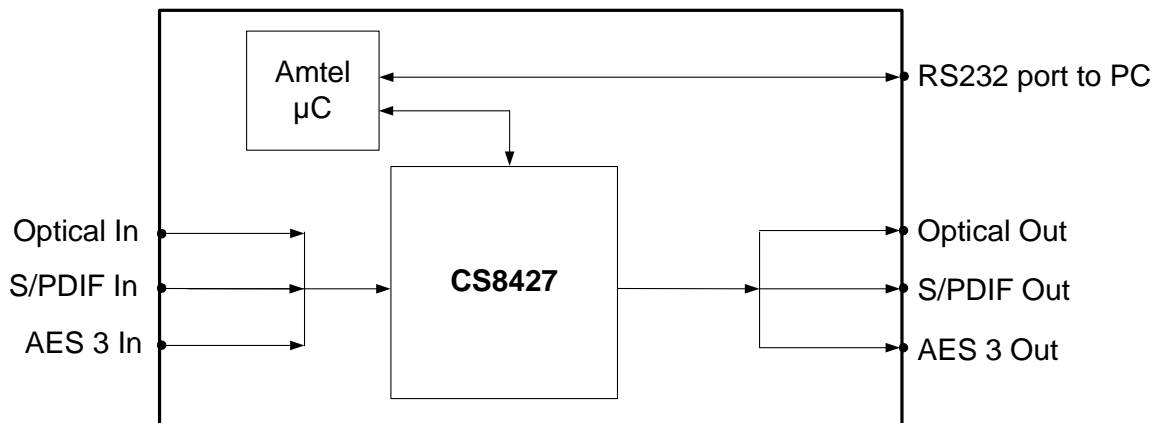 Amtel
µC
RS232 port to PC
Optical In
S/PDIF In
AES 3 In
CS8427
Optical Out
S/PDIF Out
AES 3 Out